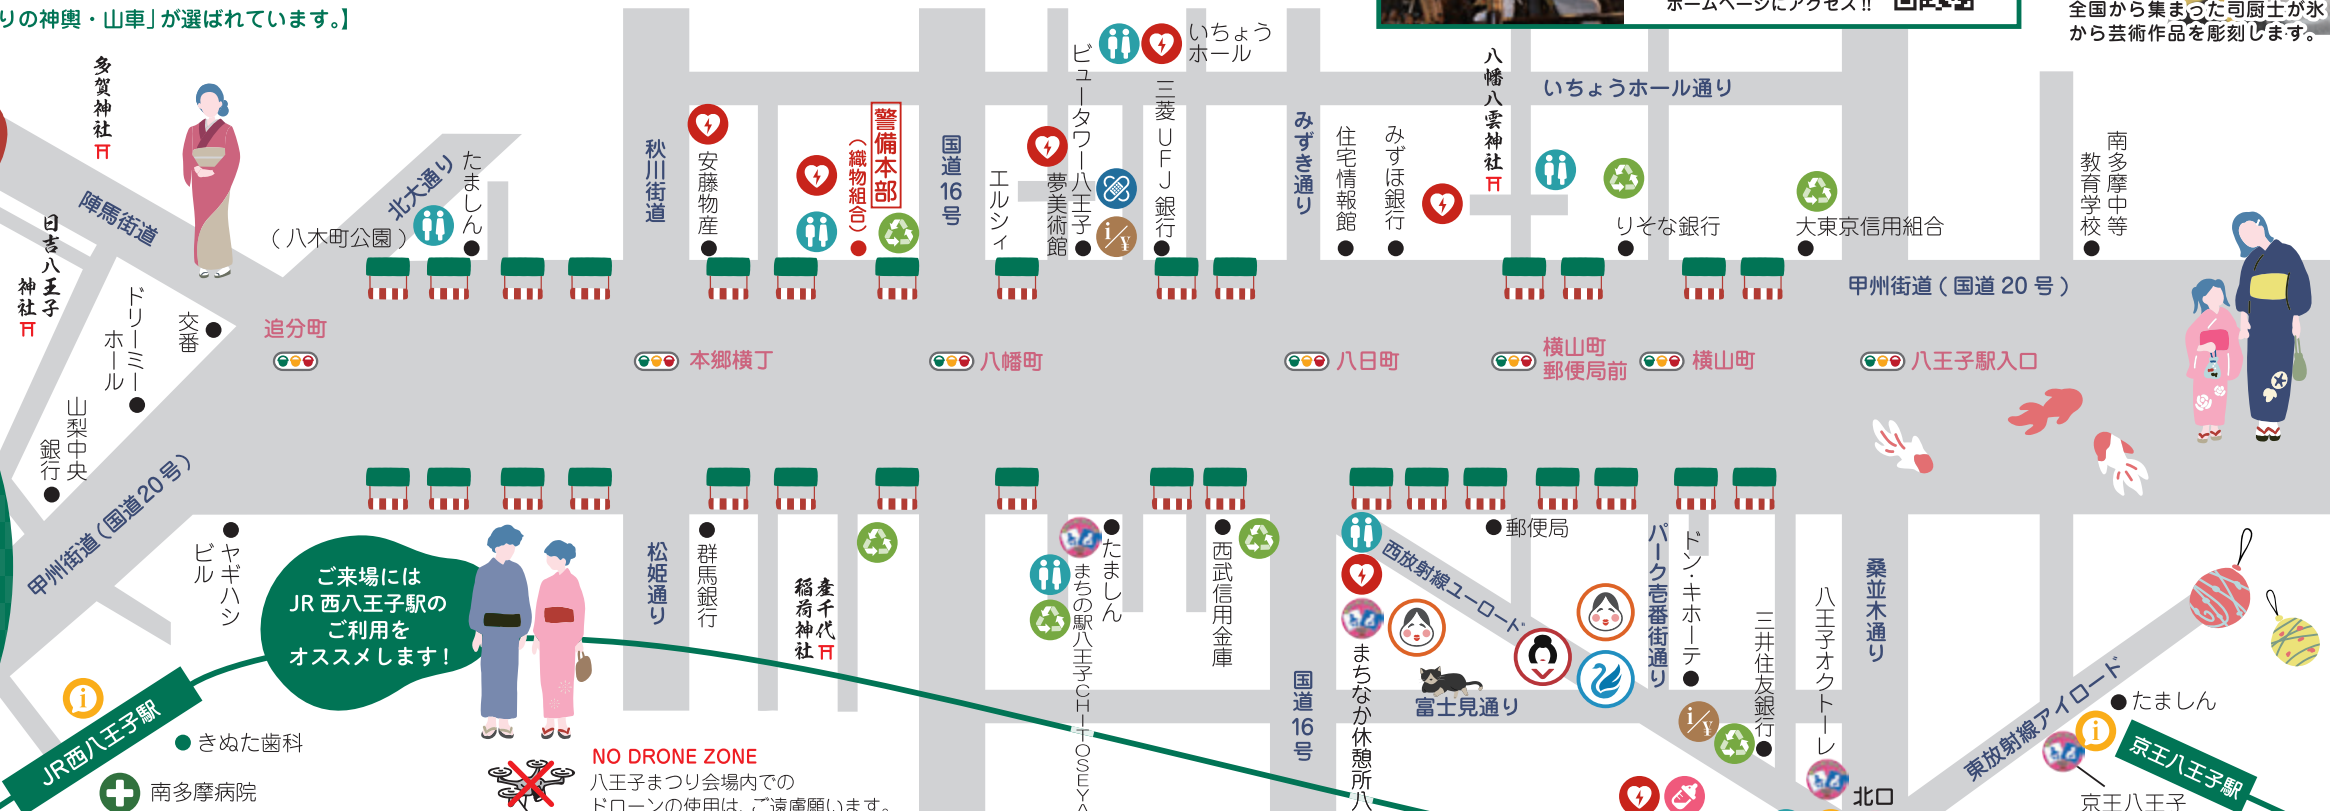 りの神輿・山車」が選ばれています。】
ホームページにアクセス!!
全国から集まった司厨士が氷
から芸術作品を彫刻します。
多賀神社
陣馬街道
日吉八王子
神社
北大通り
(八木町公園)
たましん
秋川街道
安藤物産
警備本部
(織物組合)
国道16号
エルシィ
ビュータワー八王子
夢美術館
いちょう
ホール
三菱UFJ銀行
みずき通り
住宅情報館
みずほ銀行
八幡八雲神社
いちょうホール通り
りそな銀行
大東京信用組合
南多摩中等
教育学校
甲州街道(国道20号)
ドリーミー
ホール
交番
追分町
本郷横丁
八幡町
八日町
横山町
郵便局前
横山町
八王子駅入口
山梨中央
銀行
甲州街道(国道20号)
ヤギハシ
ビル
ご来場には
JR西八王子駅の
ご利用を
オススメします!
松姫通り
群馬銀行
産千代
稲荷神社
たましん
まちの駅八王子CHITOSEYA
西武信用金庫
国道16号
まちなか休憩所八
西放射線ユーロード
郵便局
富士見通り
パーク壱番街通り
ドン・キホーテ
三井住友銀行
八王子オクトーレ
桑並木通り
北口
東放射線アイロード
たましん
京王八王子駅
京王八王子
JR西八王子駅
きぬた歯科
南多摩病院
NO DRONE ZONE
八王子まつり会場内での
ドローンの使用は、ご遠慮願います。